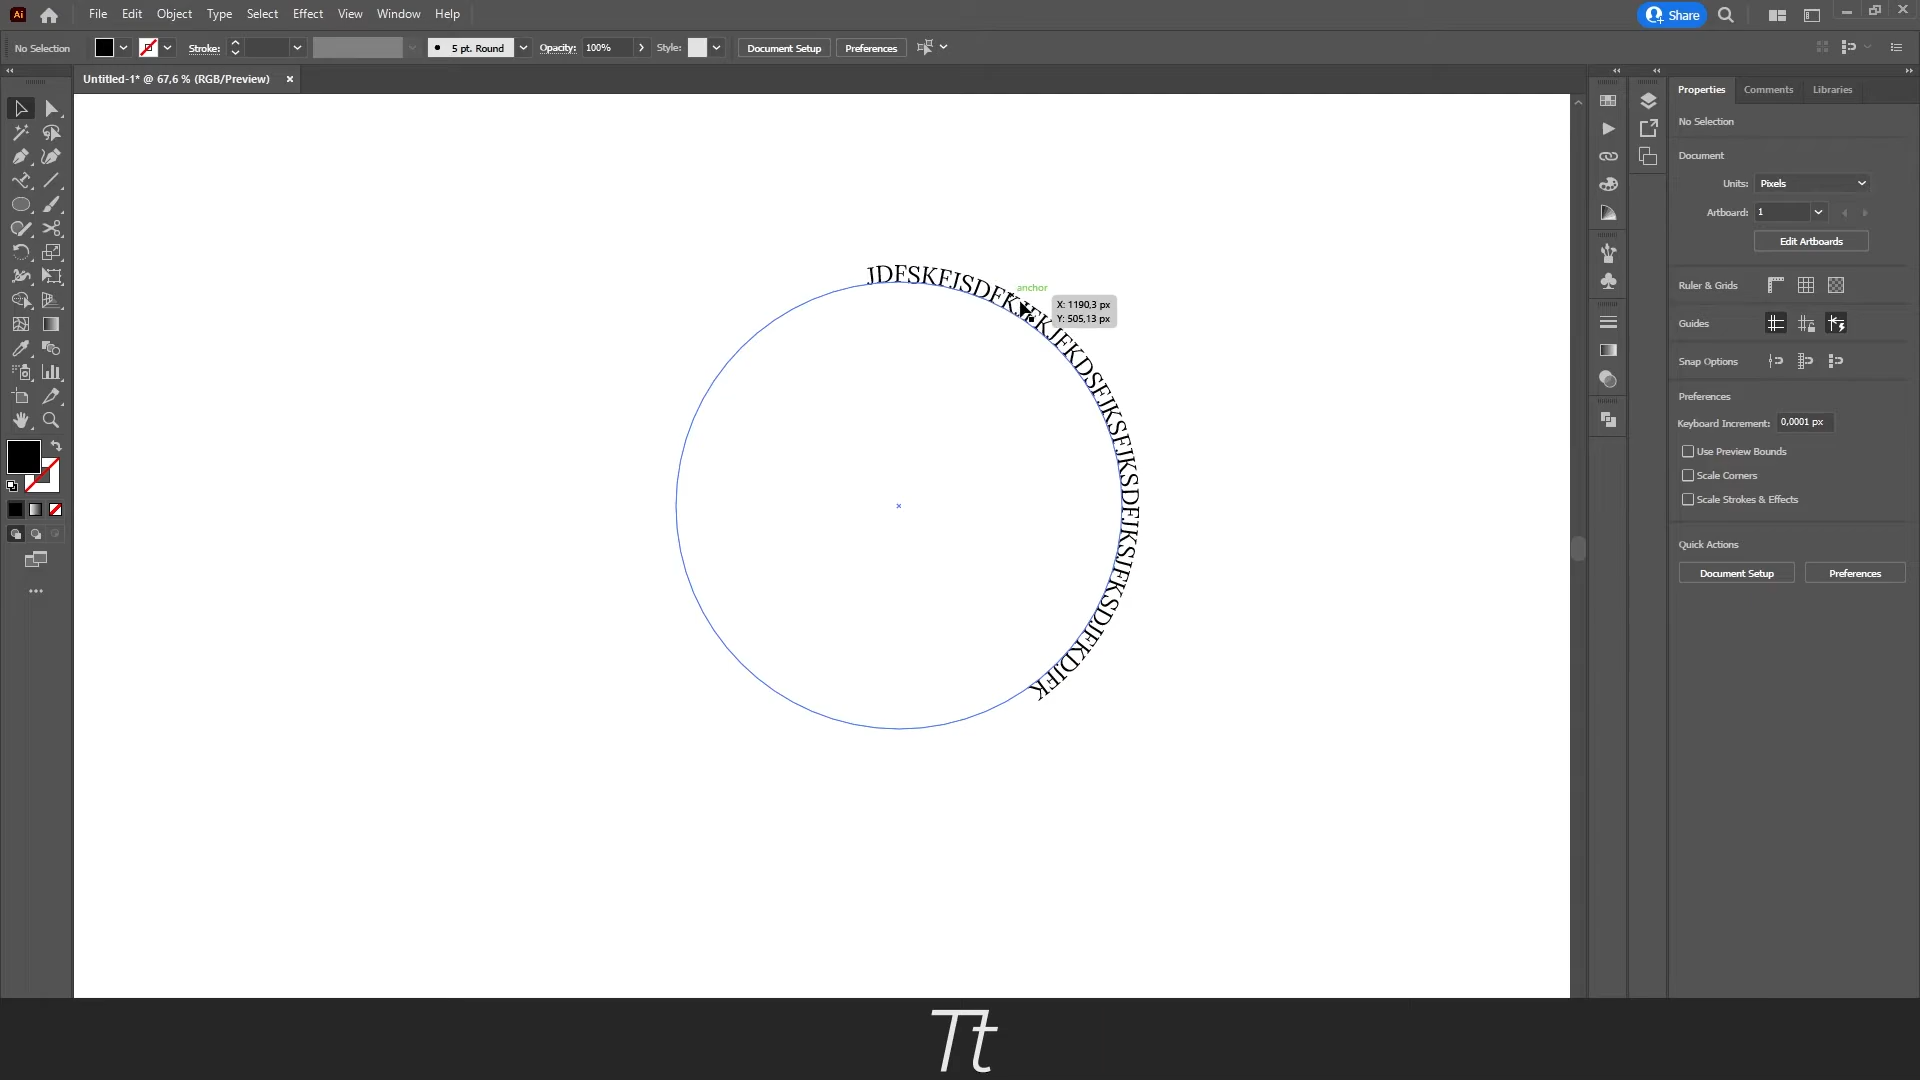 Ai
File Edit Object Type Select Effect View Window Help
Share
No Selection
Stroke:
5 pt. Round
Opacity: 100%
Style:
Document Setup
Preferences
Untitled-1* @ 67,6 % (RGB/Preview)
Properties Comments Libraries
No Selection
Document
Units: Pixels
Artboard: 1
Edit Artboards
Ruler & Grids
Guides
Snap Options
Preferences
Keyboard Increment: 0,0001 px
Use Preview Bounds
Scale Corners
Scale Strokes & Effects
Quick Actions
Document Setup
Preferences
anchor
X: 1190,3 px
Y: 505,13 px
Tt